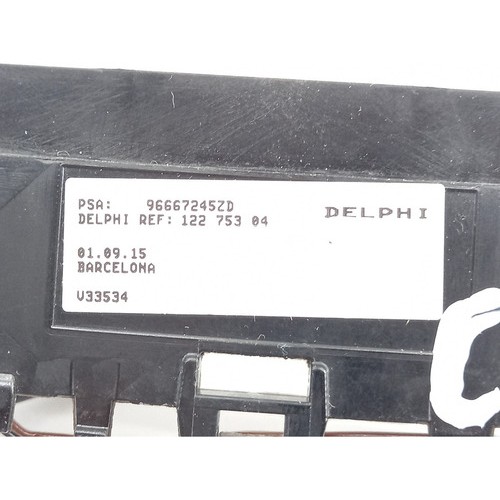 PSA: 96667245ZD
DELPHI
DELPHI REF: 122 753 04
01.09.15
BARCELONA
V33534